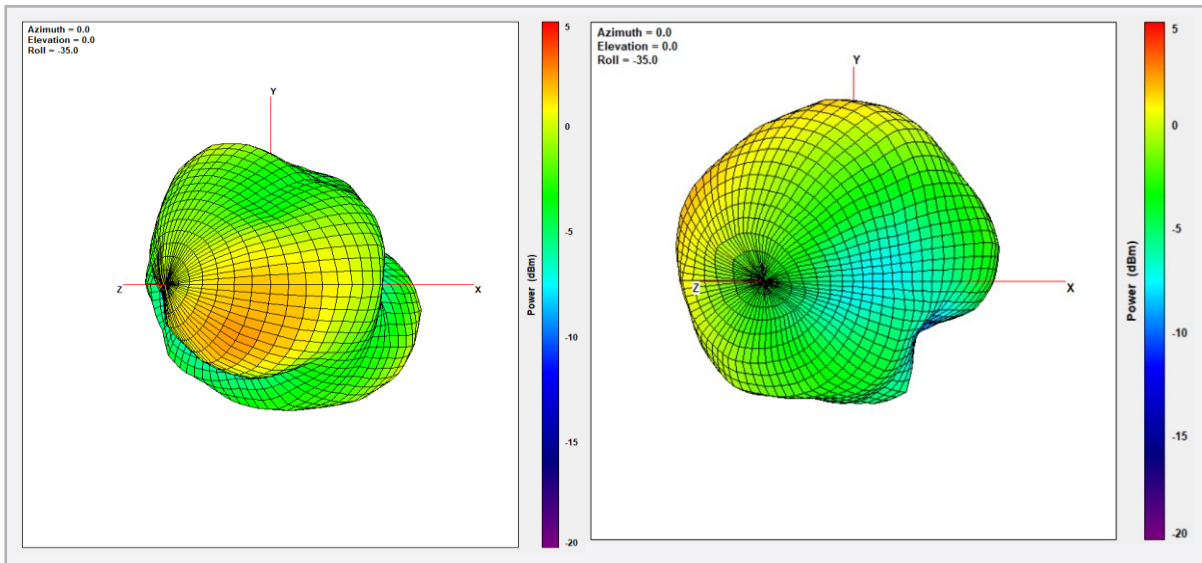 Azimuth = 0.0
Elevation = 0.0
Roll = -35.0
Y
Z
X
5
0
-5
-10
-15
-20
Power (dBm)
Azimuth = 0.0
Elevation = 0.0
Roll = -35.0
Y
Z
X
5
0
-5
-10
-15
-20
Power (dBm)